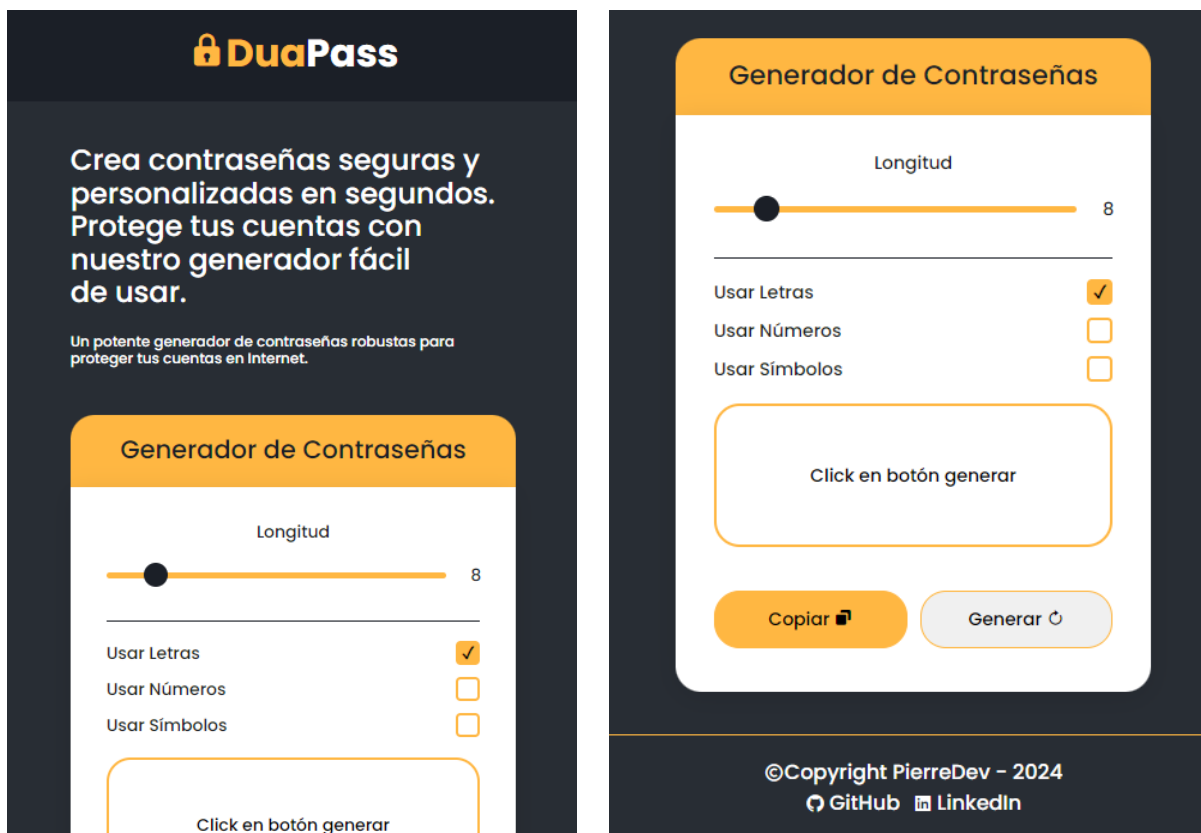 DuaPass
Crea contraseñas seguras y
personalizadas en segundos.
Protege tus cuentas con
nuestro generador fácil
de usar.
Un potente generador de contraseñas robustas para
proteger tus cuentas en Internet.
Generador de Contraseñas
Longitud
8
Usar Letras
Usar Números
Usar Símbolos
Click en botón generar
Generador de Contraseñas
Longitud
8
Usar Letras
Usar Números
Usar Símbolos
Click en botón generar
Copiar
Generar
©Copyright PierreDev - 2024
GitHub LinkedIn